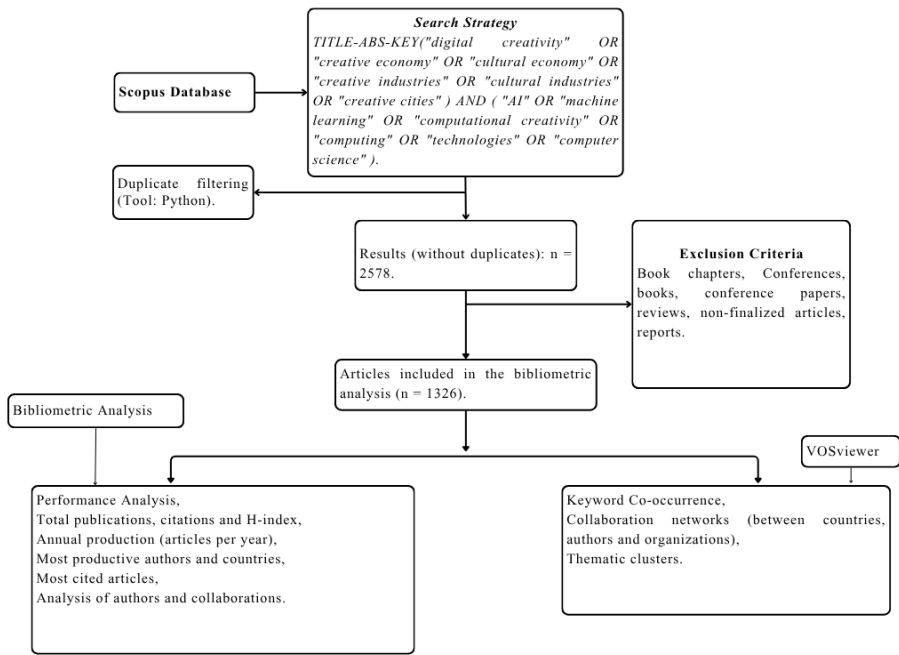 Search Strategy
TITLE-ABS-KEY("digital creativity" OR
"creative economy" OR "cultural economy" OR
"creative industries" OR "cultural industries"
OR "creative cities" ) AND ( "AI" OR "machine
learning" OR "computational creativity" OR
"computing" OR "technologies" OR "computer
science" ).
Scopus Database
Duplicate filtering
(Tool: Python).
Results (without duplicates): n =
2578.
Exclusion Criteria
Book chapters, Conferences,
books, conference papers,
reviews, non-finalized articles,
reports.
Articles included in the bibliometric
analysis (n = 1326).
Bibliometric Analysis
VOSviewer
Performance Analysis,
Total publications, citations and H-index,
Annual production (articles per year),
Most productive authors and countries,
Most cited articles,
Analysis of authors and collaborations.
Keyword Co-occurrence,
Collaboration networks (between countries,
authors and organizations),
Thematic clusters.